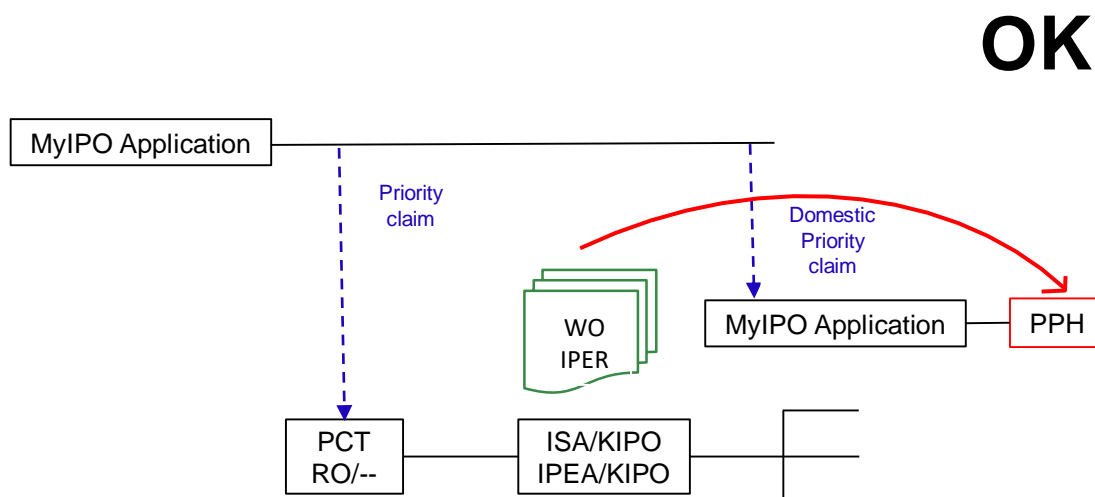 OK
MyIPO Application
Priority
claim
Domestic
Priority
claim
WO
IPER
MyIPO Application
PPH
PCT
RO/--
ISA/KIPO
IPEA/KIPO